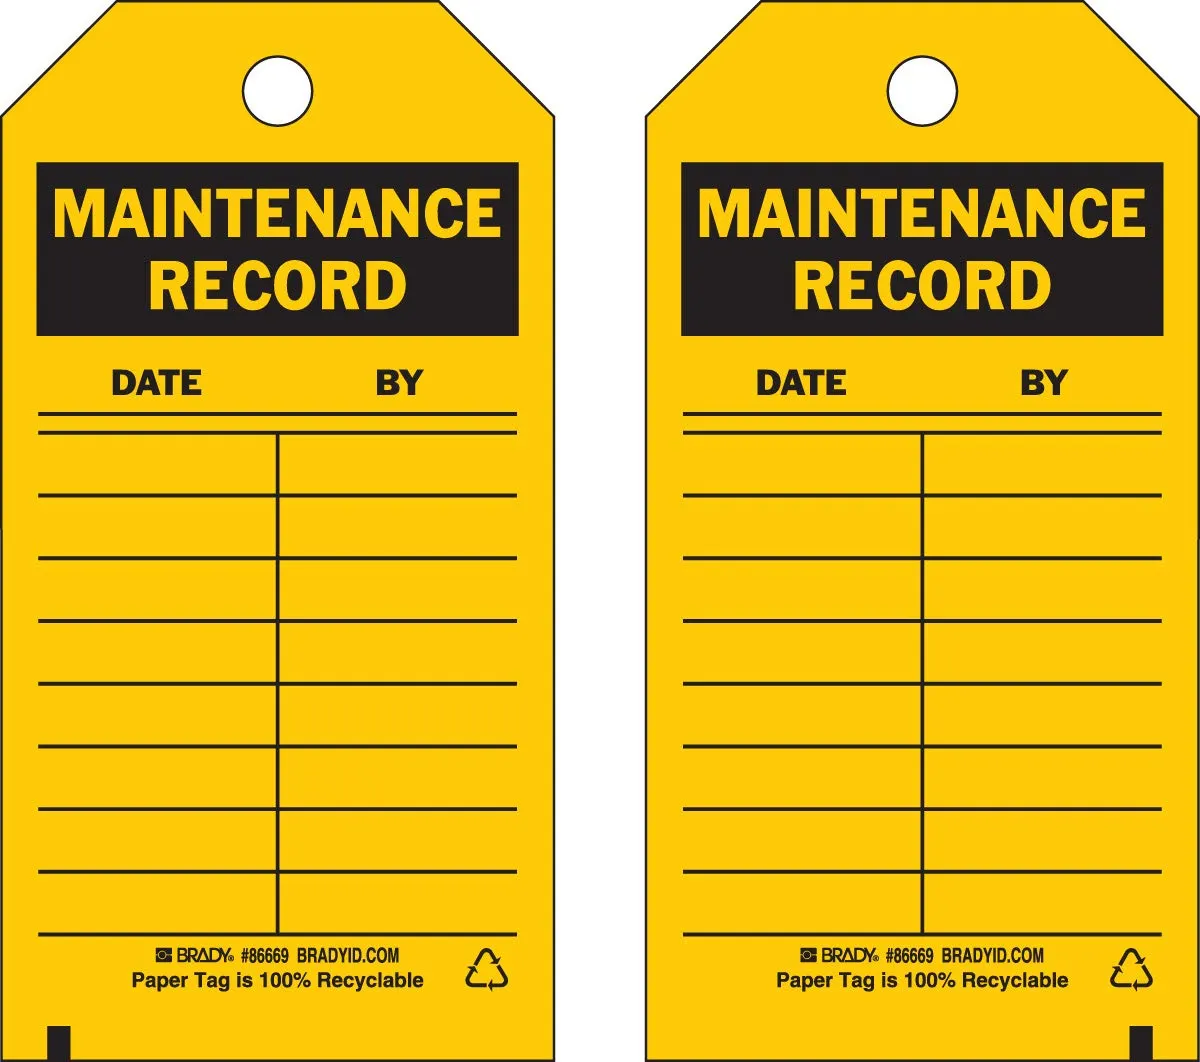 MAINTENANCE
RECORD
DATE BY
BRADY® #86669 BRADYID.COM
Paper Tag is 100% Recyclable
MAINTENANCE
RECORD
DATE BY
BRADY® #86669 BRADYID.COM
Paper Tag is 100% Recyclable